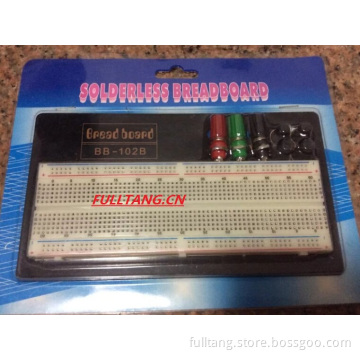 SOLDERLESS BREADBOARD
Bread board
BB-102B
FULLTANG.CN
fulltang.store.bossgoo.com